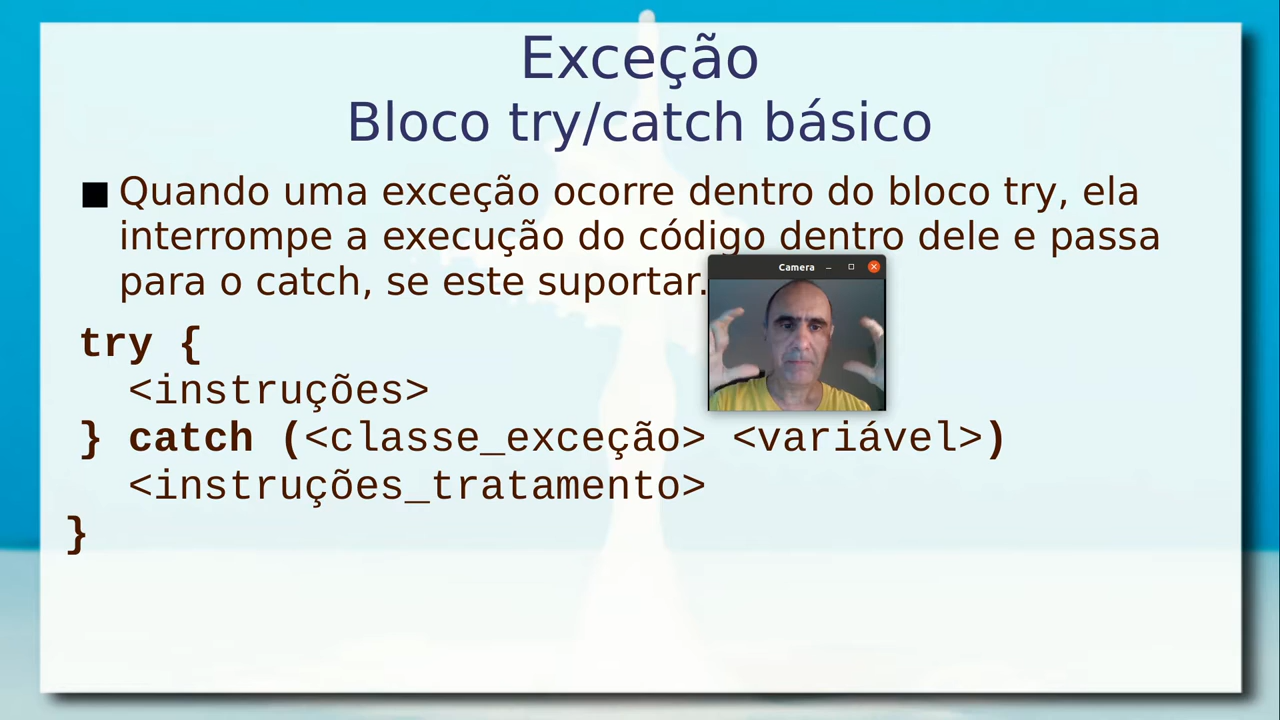 Exceção
Bloco try/catch básico
Quando uma exceção ocorre dentro do bloco try, ela
interrompe a execução do código dentro dele e passa
para o catch, se este suportar.
Camera
try {
<instruções>
} catch (<classe_exceção> <variável>)
<instruções_tratamento>
}